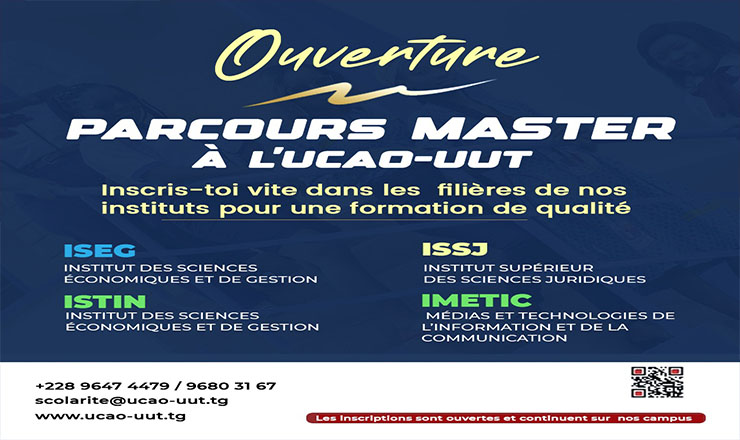 Ouverture
PARCOURS MASTER
À L'UCAO-UUT
Inscris-toi vite dans les filières de nos
instituts pour une formation de qualité
ISEG
INSTITUT DES SCIENCES
ÉCONOMIQUES ET DE GESTION
ISSJ
INSTITUT SUPÉRIEUR
DES SCIENCES JURIDIQUES
ISTIN
INSTITUT DES SCIENCES
ÉCONOMIQUES ET DE GESTION
IMETIC
MÉDIAS ET TECHNOLOGIES DE
L'INFORMATION ET DE LA
COMMUNICATION
+228 9647 4479 / 9680 31 67
scolarite@ucao-uut.tg
www.ucao-uut.tg
Les inscriptions sont ouvertes et continuent sur nos campus